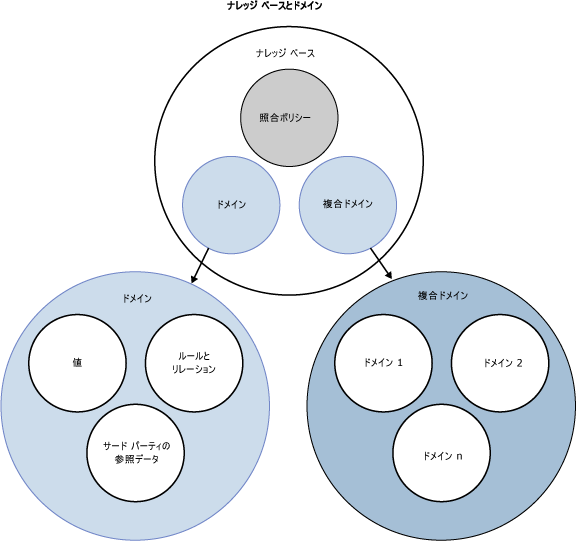 ナレッジ ベースとドメイン
ナレッジ ベース
照合ポリシー
ドメイン
複合ドメイン
ドメイン
値
ルールと
リレーション
サード パーティの
参照データ
複合ドメイン
ドメイン 1
ドメイン 2
ドメイン n